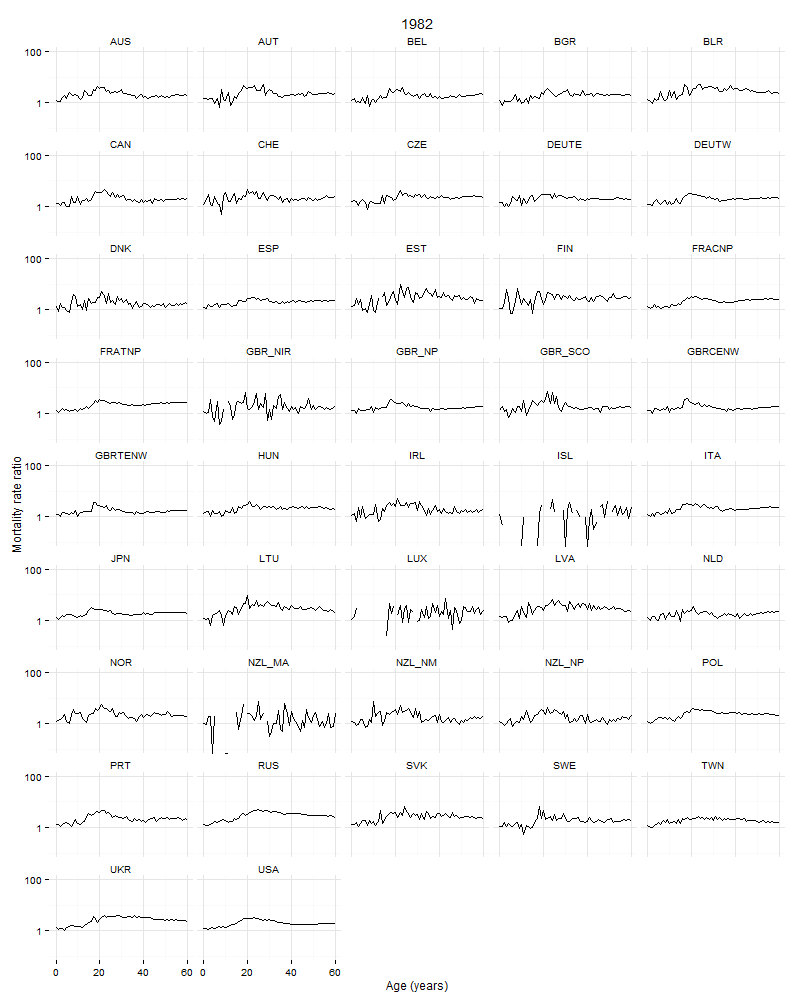 1982
AUS AUT BEL BGR BLR
100
1
CAN CHE CZE DEUTE DEUTW
100
1
DNK ESP EST FIN FRACNP
100
1
FRATNP GBR_NIR GBR_NP GBR_SCO GBRCENW
100
1
GBRTENW HUN IRL ISL ITA
100
1
Mortality rate ratio
JPN LTU LUX LVA NLD
100
1
NOR NZL_MA NZL_NM NZL_NP POL
100
1
PRT RUS SVK SWE TWN
100
1
UKR USA
100
1
0 20 40 60 0 20 40 60
Age (years)